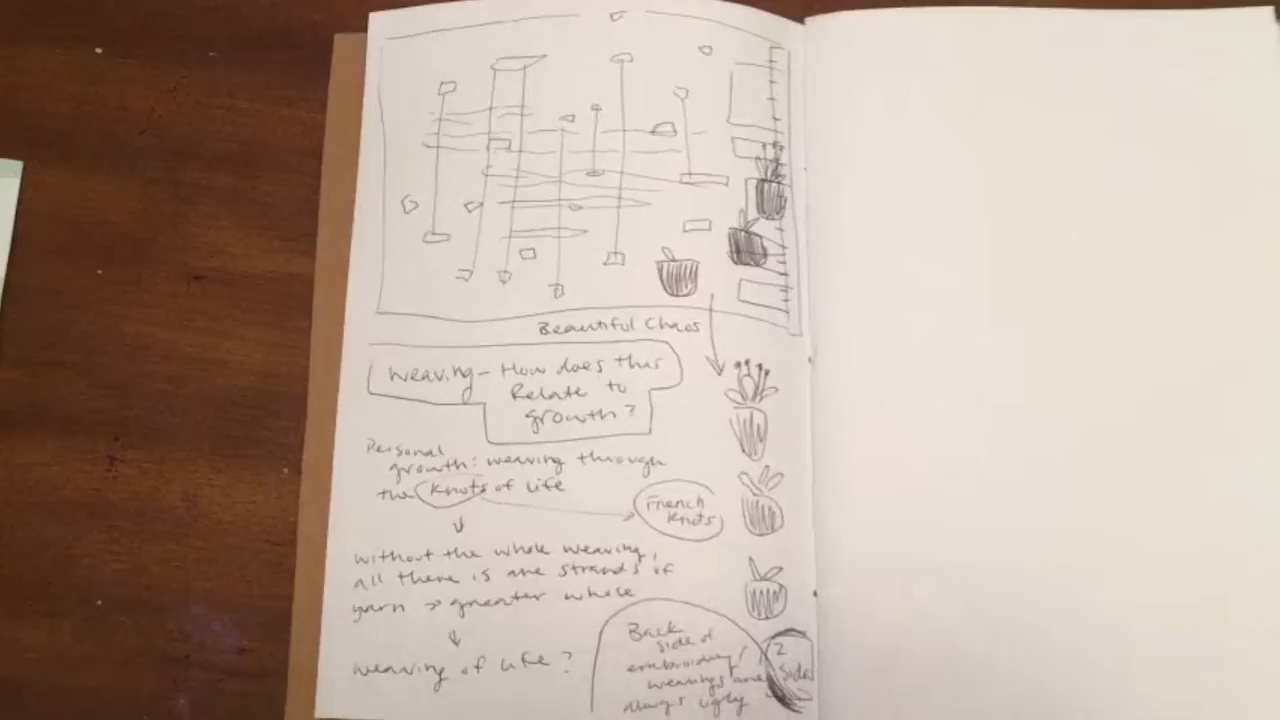 Beautiful Chaos
weaving - How does this
Relate to
growth?
Personal
growth: weaving through
the knots of life
French
Knots
without the whole weaving,
all there is are strands of
yarn → greater whole
weaving of life?
Back
side of
embroidery/
weavings are
always ugly
2
Sides